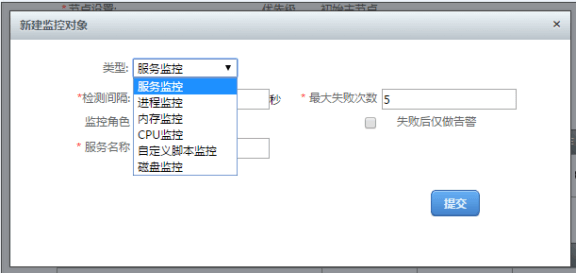 *节点设置: 优先级 初始主节点
新建监控对象 ×
类型: 服务监控 ▼
服务监控
*检测间隔: 秒 * 最大失败次数 5
进程监控
内存监控
监控角色 失败后仅做告警
CPU监控
* 服务名称 自定义脚本监控
磁盘监控
提交